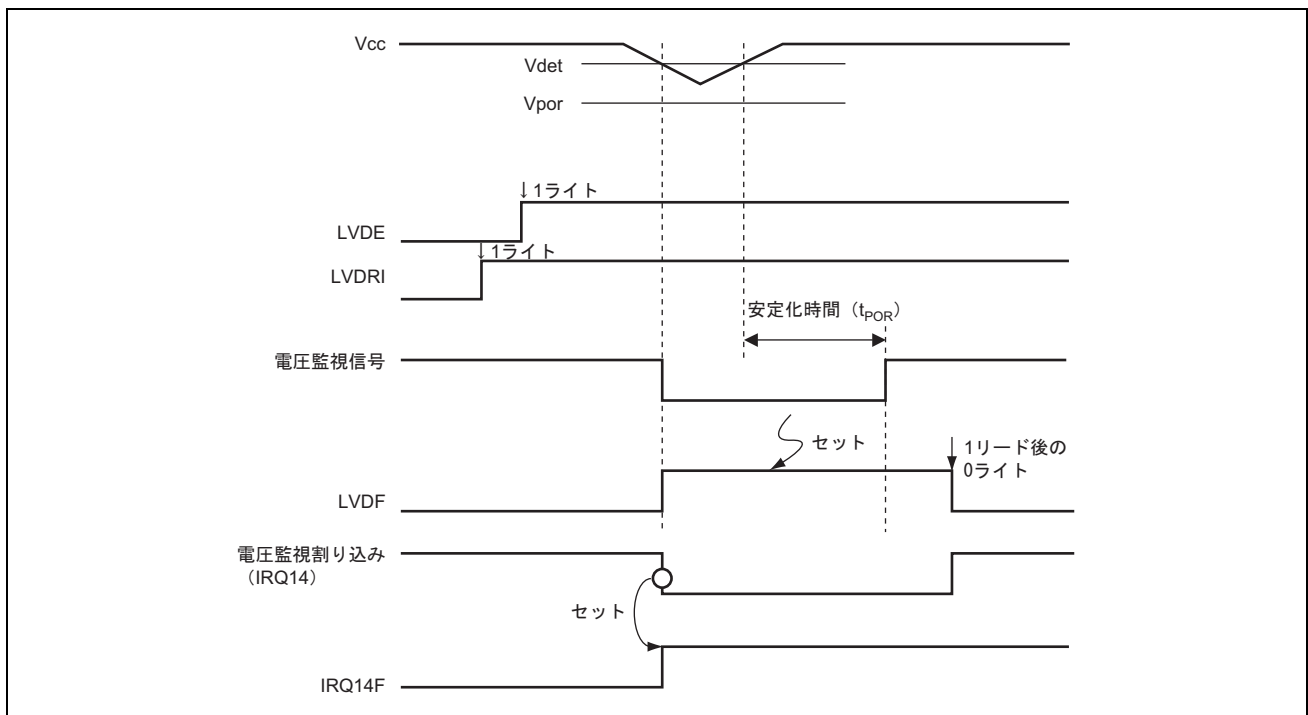 Vcc
Vdet
Vpor
↓1ライト
LVDE
↓1ライト
LVDRI
安定化時間（tPOR）
電圧監視信号
セット
1リード後の
0ライト
LVDF
電圧監視割り込み
（IRQ14）
セット
IRQ14F